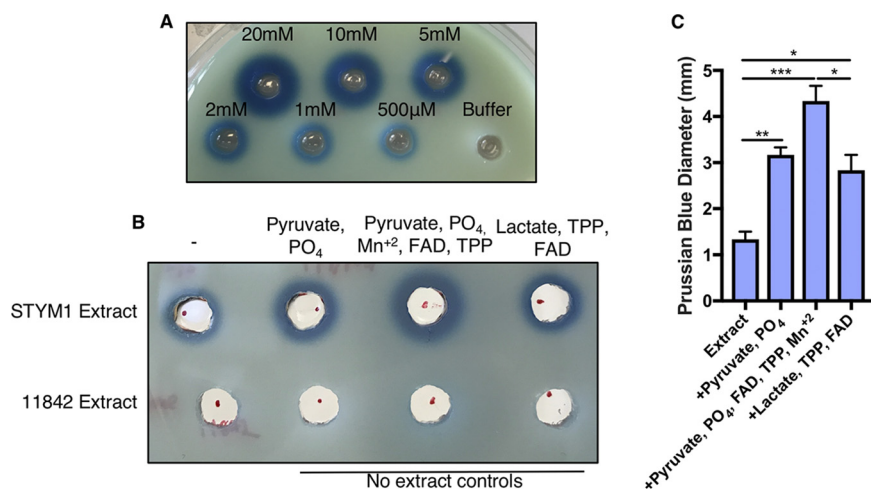 A
20mM 10mM 5mM
2mM 1mM 500μM Buffer
B
- Pyruvate, PO₄ Pyruvate, PO₄, Mn⁺², FAD, TPP Lactate, TPP, FAD
STYM1 Extract
11842 Extract
No extract controls
C
Prussian Blue Diameter (mm)
5
4
3
2
1
0
*
*** *
**
Extract
+Pyruvate, PO₄
+Pyruvate, PO₄, FAD, TPP, Mn⁺²
+Lactate, TPP, FAD